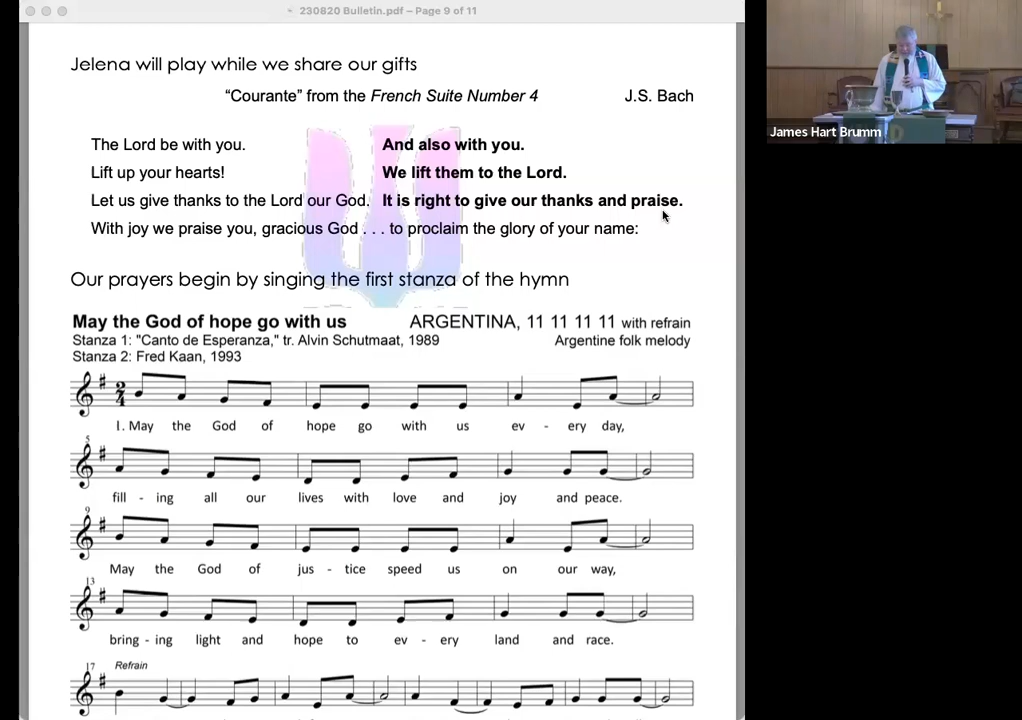 230820 Bulletin.pdf – Page 9 of 11
Jelena will play while we share our gifts
“Courante” from the French Suite Number 4 J.S. Bach
The Lord be with you. And also with you.
Lift up your hearts! We lift them to the Lord.
Let us give thanks to the Lord our God. It is right to give our thanks and praise.
With joy we praise you, gracious God . . . to proclaim the glory of your name:
Our prayers begin by singing the first stanza of the hymn
May the God of hope go with us ARGENTINA, 11 11 11 11 with refrain
Stanza 1: "Canto de Esperanza," tr. Alvin Schutmaat, 1989 Argentine folk melody
Stanza 2: Fred Kaan, 1993
2
4
1. May the God of hope go with us ev - ery day,
5
fill - ing all our lives with love and joy and peace.
9
May the God of jus - tice speed us on our way,
13
bring - ing light and hope to ev - ery land and race.
17 Refrain
James Hart Brumm